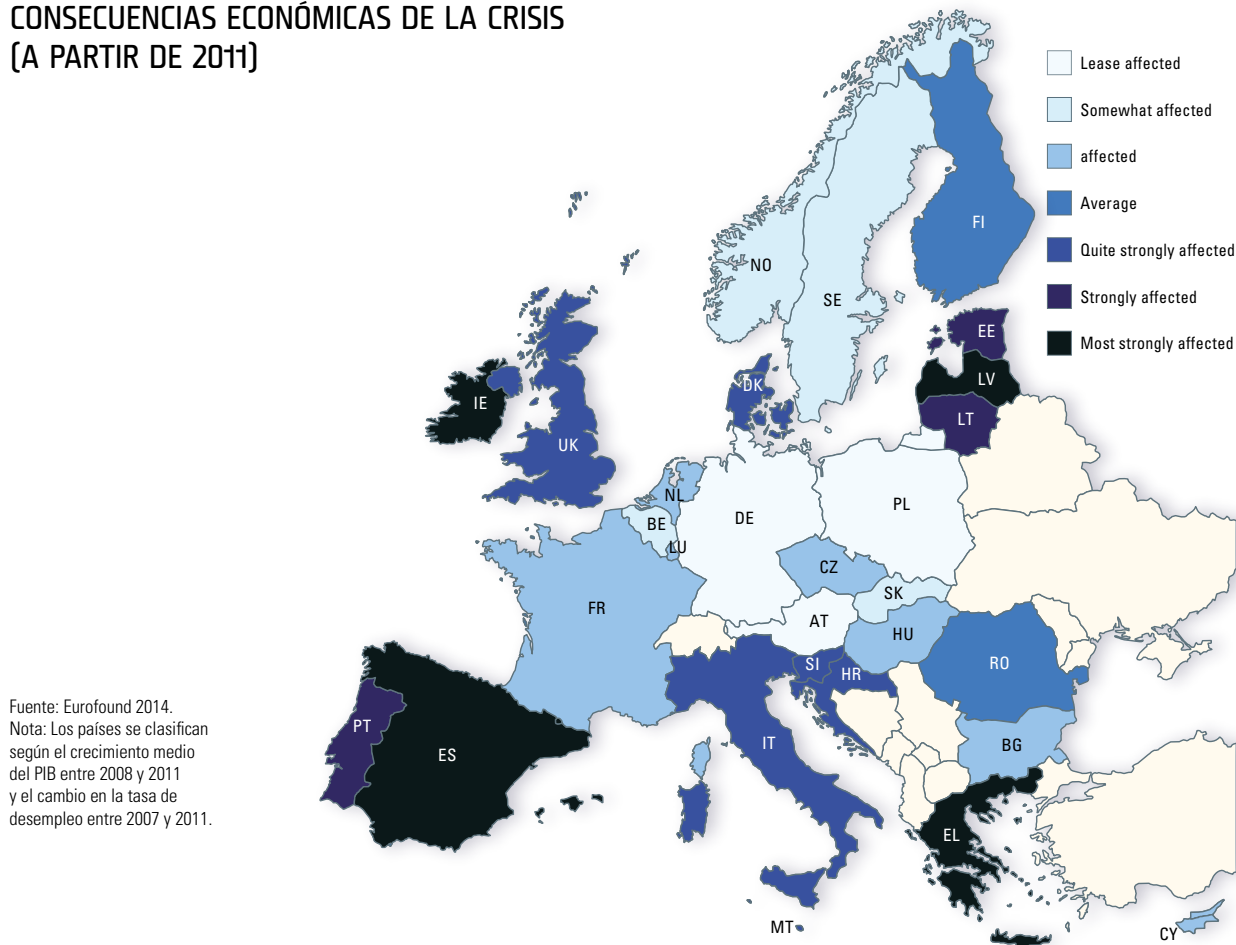 CONSECUENCIAS ECONÓMICAS DE LA CRISIS
(A PARTIR DE 2011)
Lease affected
Somewhat affected
affected
Average
Quite strongly affected
Strongly affected
Most strongly affected
FI
NO
SE
EE
LV
LT
DK
IE
UK
NL
BE
LU
DE
PL
CZ
SK
FR
AT
HU
SI
HR
RO
IT
BG
PT
ES
EL
MT
CY
Fuente: Eurofound 2014.
Nota: Los países se clasifican
según el crecimiento medio
del PIB entre 2008 y 2011
y el cambio en la tasa de
desempleo entre 2007 y 2011.